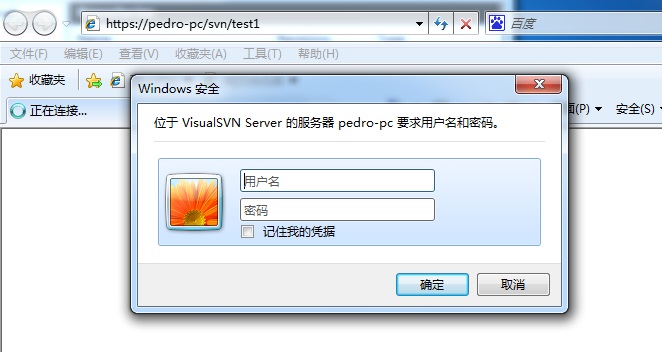 https://pedro-pc/svn/test1
百度
文件(F) 编辑(E) 查看(V) 收藏夹(A) 工具(T) 帮助(H)
收藏夹
正在连接...
面(P) 安全(S)
Windows 安全
位于 VisualSVN Server 的服务器 pedro-pc 要求用户名和密码。
用户名
密码
记住我的凭据
确定 取消